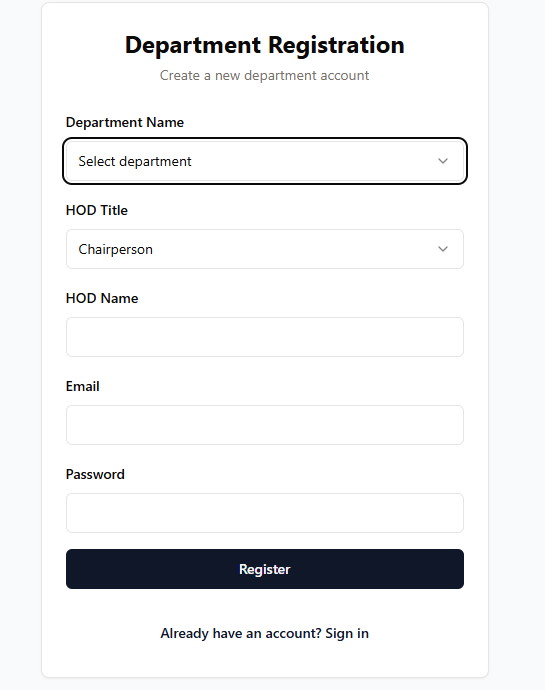 Department Registration
Create a new department account
Department Name
Select department
HOD Title
Chairperson
HOD Name
Email
Password
Register
Already have an account? Sign in